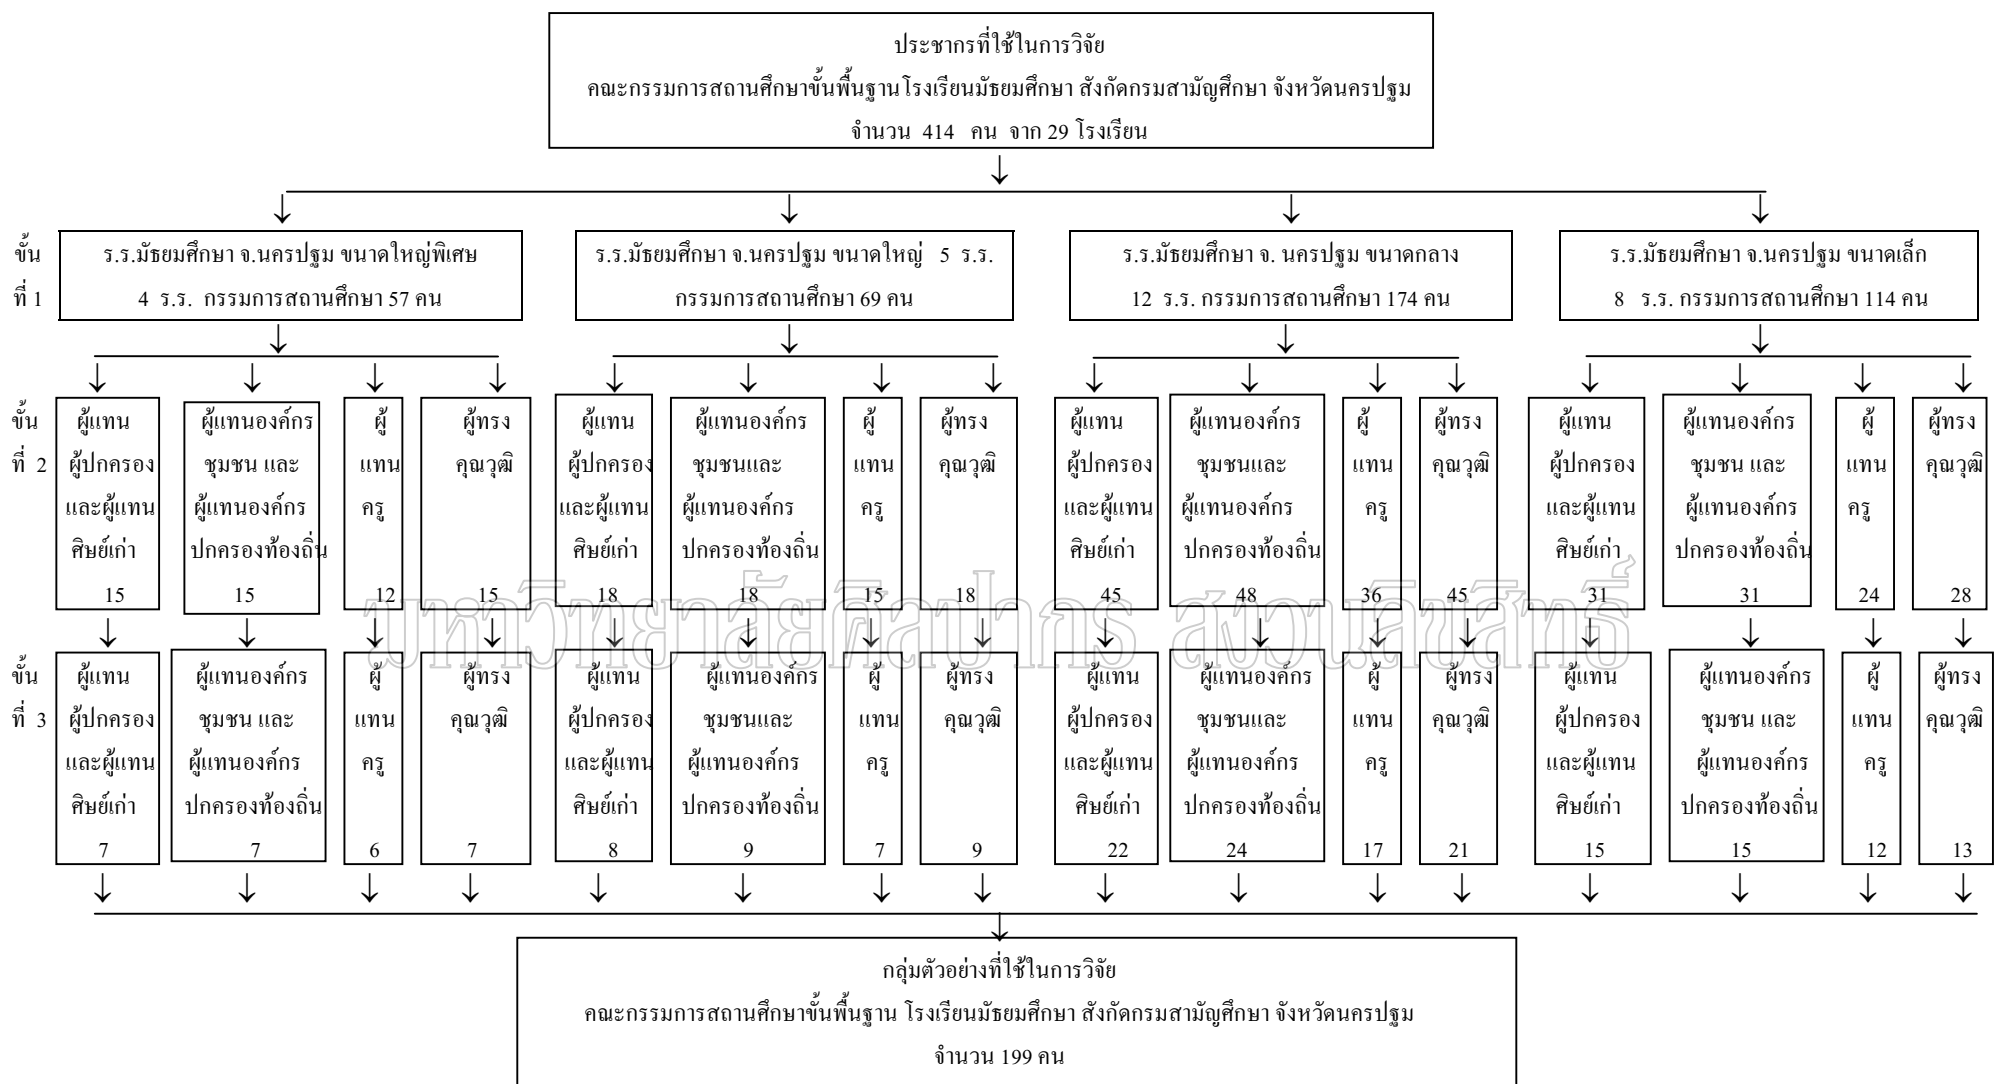 ประชากรที่ใช้ในการวิจัย
คณะกรรมการสถานศึกษาขั้นพื้นฐานโรงเรียนมัธยมศึกษา สังกัดกรมสามัญศึกษา จังหวัดนครปฐม
จำนวน 414 คน จาก 29 โรงเรียน
ขั้น
ที่ 1
ร.ร.มัธยมศึกษา จ.นครปฐม ขนาดใหญ่พิเศษ
4 ร.ร. กรรมการสถานศึกษา 57 คน
ร.ร.มัธยมศึกษา จ.นครปฐม ขนาดใหญ่ 5 ร.ร.
กรรมการสถานศึกษา 69 คน
ร.ร.มัธยมศึกษา จ. นครปฐม ขนาดกลาง
12 ร.ร. กรรมการสถานศึกษา 174 คน
ร.ร.มัธยมศึกษา จ.นครปฐม ขนาดเล็ก
8 ร.ร. กรรมการสถานศึกษา 114 คน
ขั้น
ที่ 2
ผู้แทน
ผู้ปกครอง
และผู้แทน
ศิษย์เก่า
15
ผู้แทนองค์กร
ชุมชน และ
ผู้แทนองค์กร
ปกครองท้องถิ่น
15
ผู้
แทน
ครู
12
ผู้ทรง
คุณวุฒิ
15
ผู้แทน
ผู้ปกครอง
และผู้แทน
ศิษย์เก่า
18
ผู้แทนองค์กร
ชุมชนและ
ผู้แทนองค์กร
ปกครองท้องถิ่น
18
ผู้
แทน
ครู
15
ผู้ทรง
คุณวุฒิ
18
ผู้แทน
ผู้ปกครอง
และผู้แทน
ศิษย์เก่า
45
ผู้แทนองค์กร
ชุมชนและ
ผู้แทนองค์กร
ปกครองท้องถิ่น
48
ผู้
แทน
ครู
36
ผู้ทรง
คุณวุฒิ
45
ผู้แทน
ผู้ปกครอง
และผู้แทน
ศิษย์เก่า
31
ผู้แทนองค์กร
ชุมชน และ
ผู้แทนองค์กร
ปกครองท้องถิ่น
31
ผู้
แทน
ครู
24
ผู้ทรง
คุณวุฒิ
28
มหาวิทยาลัยศิลปากร สงวนลิขสิทธิ์
ขั้น
ที่ 3
ผู้แทน
ผู้ปกครอง
และผู้แทน
ศิษย์เก่า
7
ผู้แทนองค์กร
ชุมชน และ
ผู้แทนองค์กร
ปกครองท้องถิ่น
7
ผู้
แทน
ครู
6
ผู้ทรง
คุณวุฒิ
7
ผู้แทน
ผู้ปกครอง
และผู้แทน
ศิษย์เก่า
8
ผู้แทนองค์กร
ชุมชนและ
ผู้แทนองค์กร
ปกครองท้องถิ่น
9
ผู้
แทน
ครู
7
ผู้ทรง
คุณวุฒิ
9
ผู้แทน
ผู้ปกครอง
และผู้แทน
ศิษย์เก่า
22
ผู้แทนองค์กร
ชุมชนและ
ผู้แทนองค์กร
ปกครองท้องถิ่น
24
ผู้
แทน
ครู
17
ผู้ทรง
คุณวุฒิ
21
ผู้แทน
ผู้ปกครอง
และผู้แทน
ศิษย์เก่า
15
ผู้แทนองค์กร
ชุมชน และ
ผู้แทนองค์กร
ปกครองท้องถิ่น
15
ผู้
แทน
ครู
12
ผู้ทรง
คุณวุฒิ
13
กลุ่มตัวอย่างที่ใช้ในการวิจัย
คณะกรรมการสถานศึกษาขั้นพื้นฐาน โรงเรียนมัธยมศึกษา สังกัดกรมสามัญศึกษา จังหวัดนครปฐม
จำนวน 199 คน